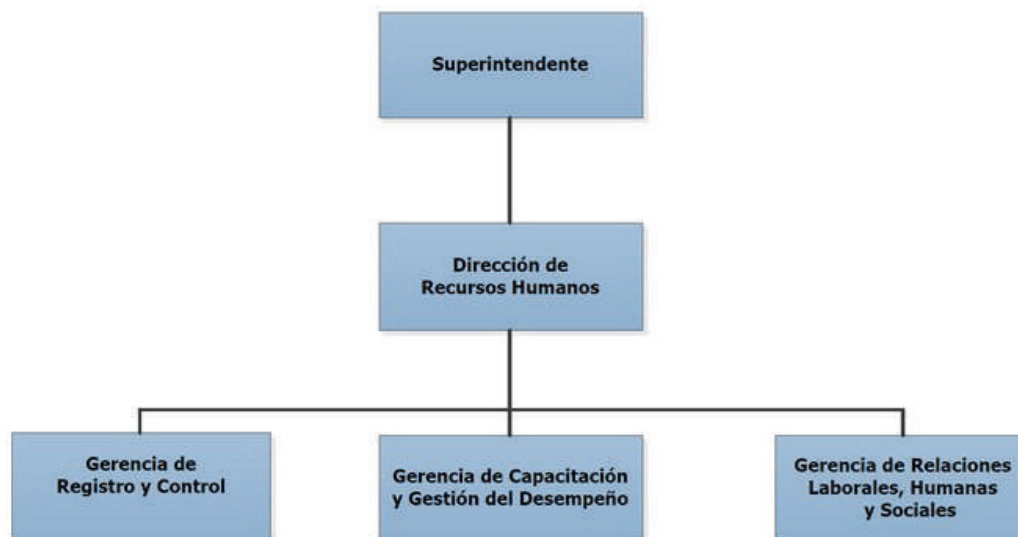 Superintendente
Dirección de
Recursos Humanos
Gerencia de
Registro y Control
Gerencia de Capacitación
y Gestión del Desempeño
Gerencia de Relaciones
Laborales, Humanas
y Sociales